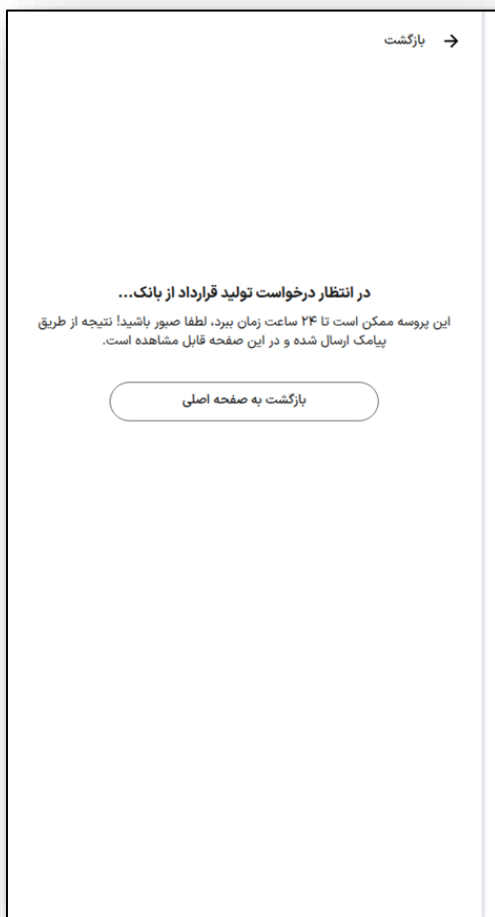 بازگشت
در انتظار درخواست تولید قرارداد از بانک...
این پروسه ممکن است تا ۲۴ ساعت زمان ببرد، لطفا صبور باشید! نتیجه از طریق
پیامک ارسال شده و در این صفحه قابل مشاهده است.
بازگشت به صفحه اصلی